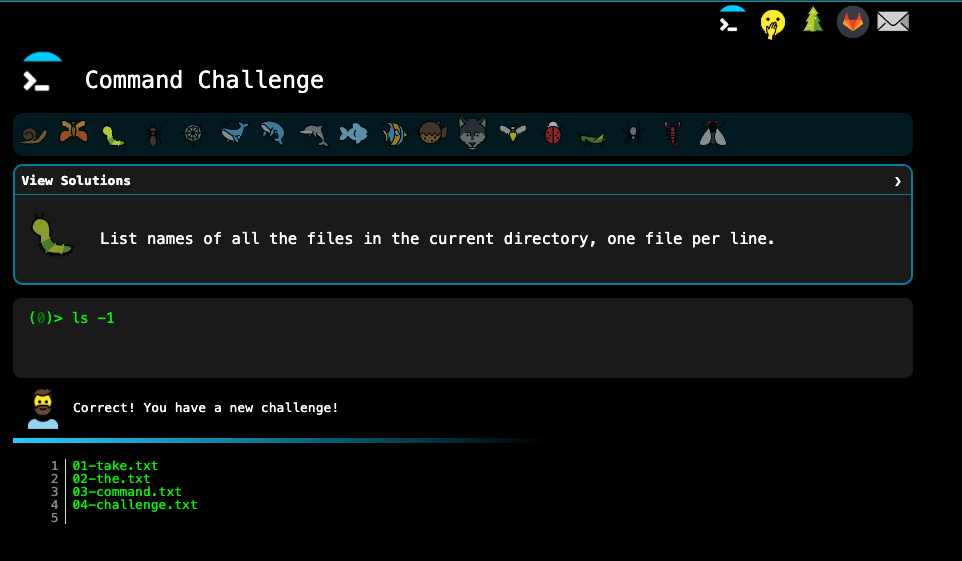 Command Challenge
View Solutions ❯
List names of all the files in the current directory, one file per line.
(0)> ls -1
Correct! You have a new challenge!
1 01-take.txt
2 02-the.txt
3 03-command.txt
4 04-challenge.txt
5